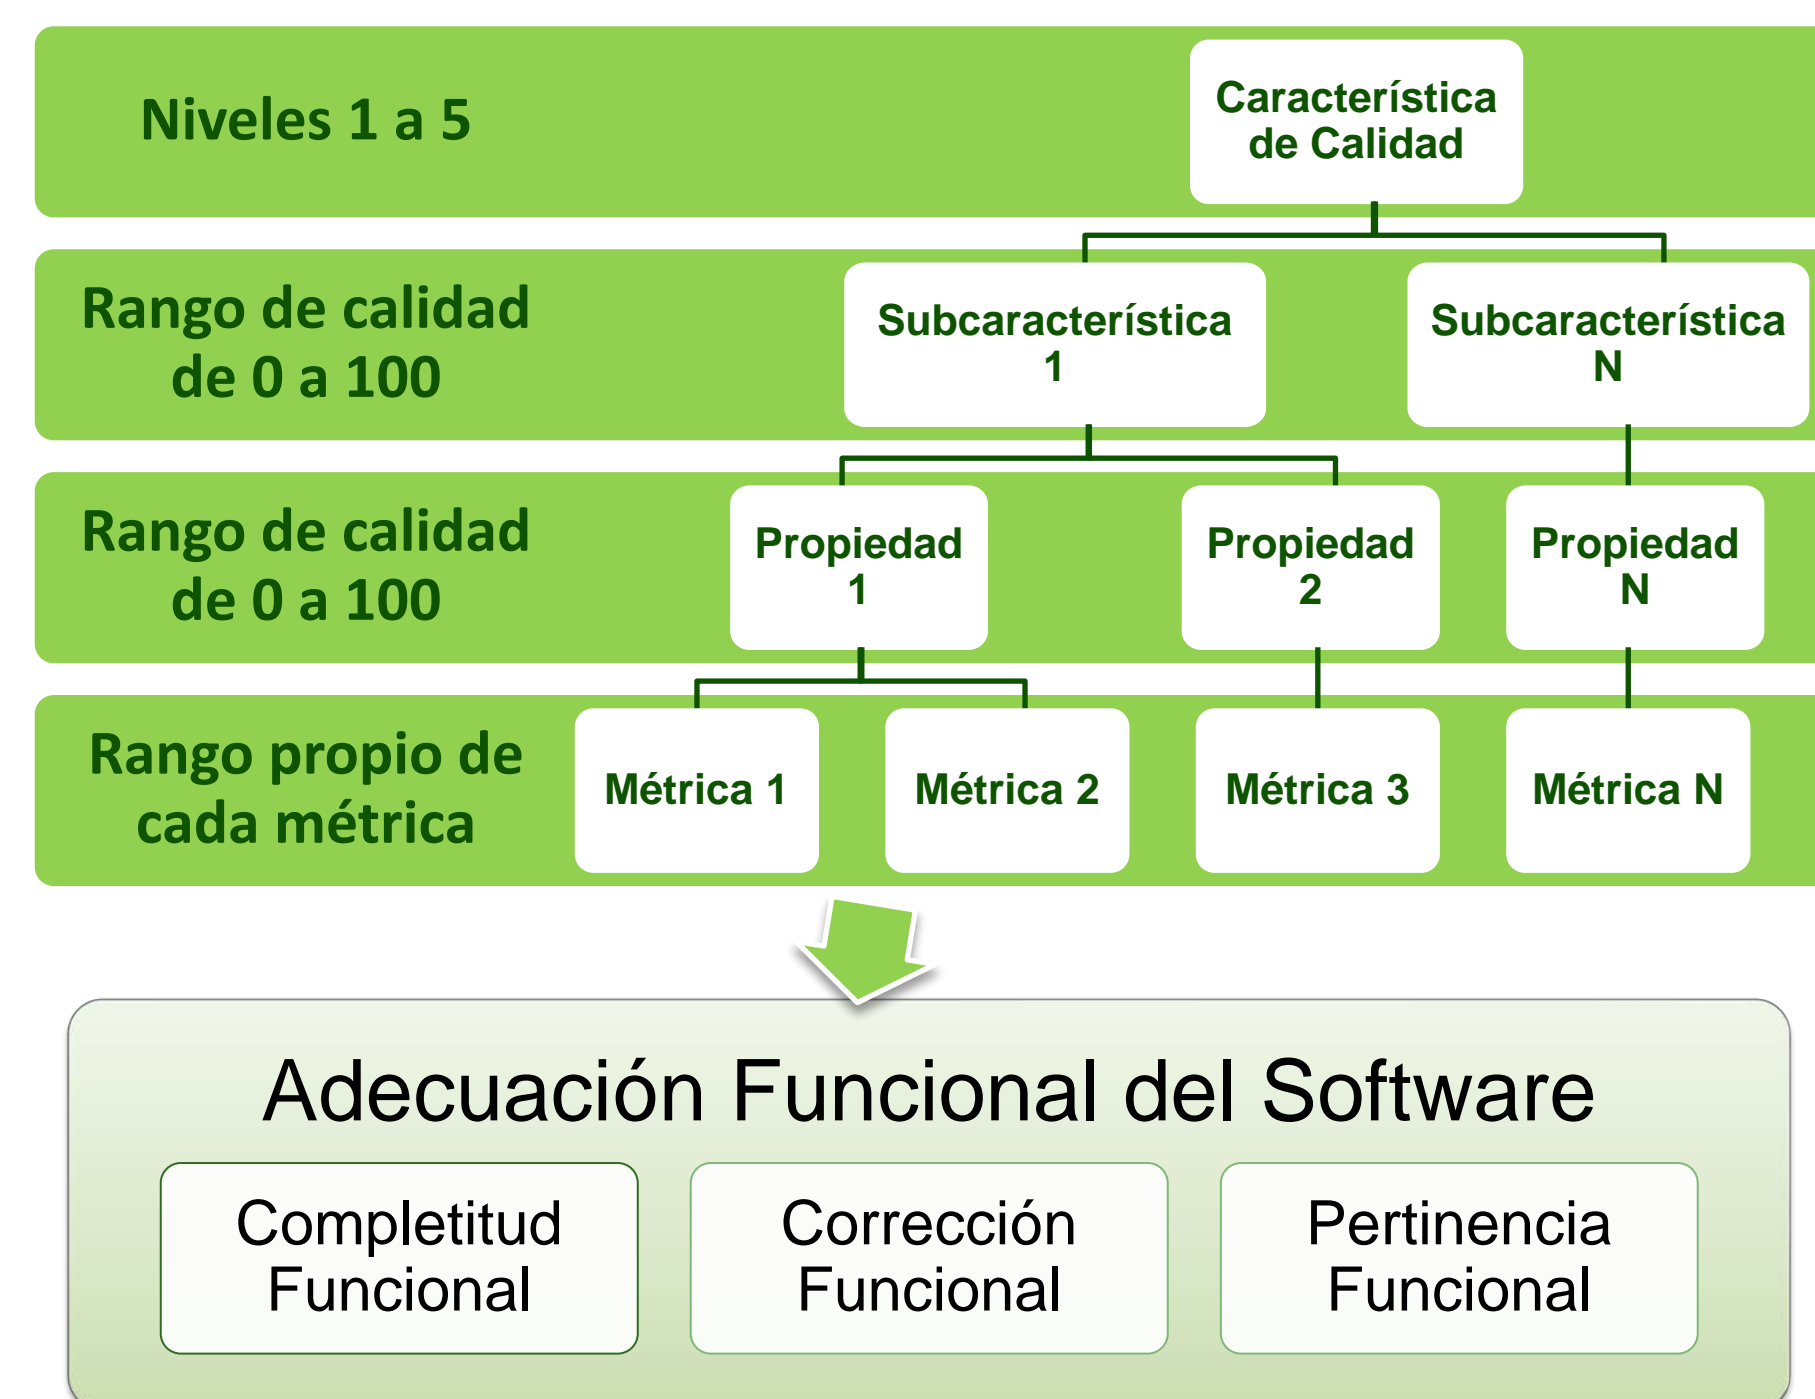 Niveles 1 a 5
Característica
de Calidad
Rango de calidad
de 0 a 100
Subcaracterística
1
Subcaracterística
N
Rango de calidad
de 0 a 100
Propiedad
1
Propiedad
2
Propiedad
N
Rango propio de
cada métrica
Métrica 1
Métrica 2
Métrica 3
Métrica N
Adecuación Funcional del Software
Completitud
Funcional
Corrección
Funcional
Pertinencia
Funcional